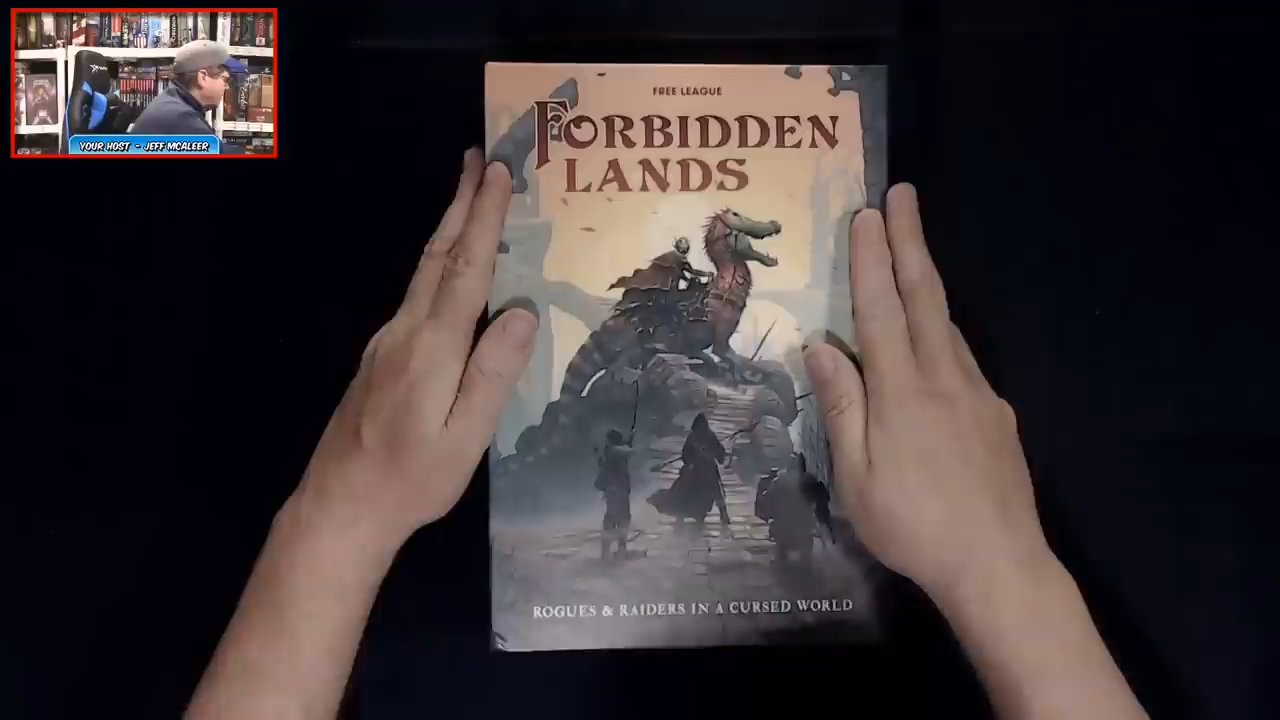 YOUR HOST - JEFF MCALEER
FREE LEAGUE
FORBIDDEN
LANDS
ROGUES & RAIDERS IN A CURSED WORLD